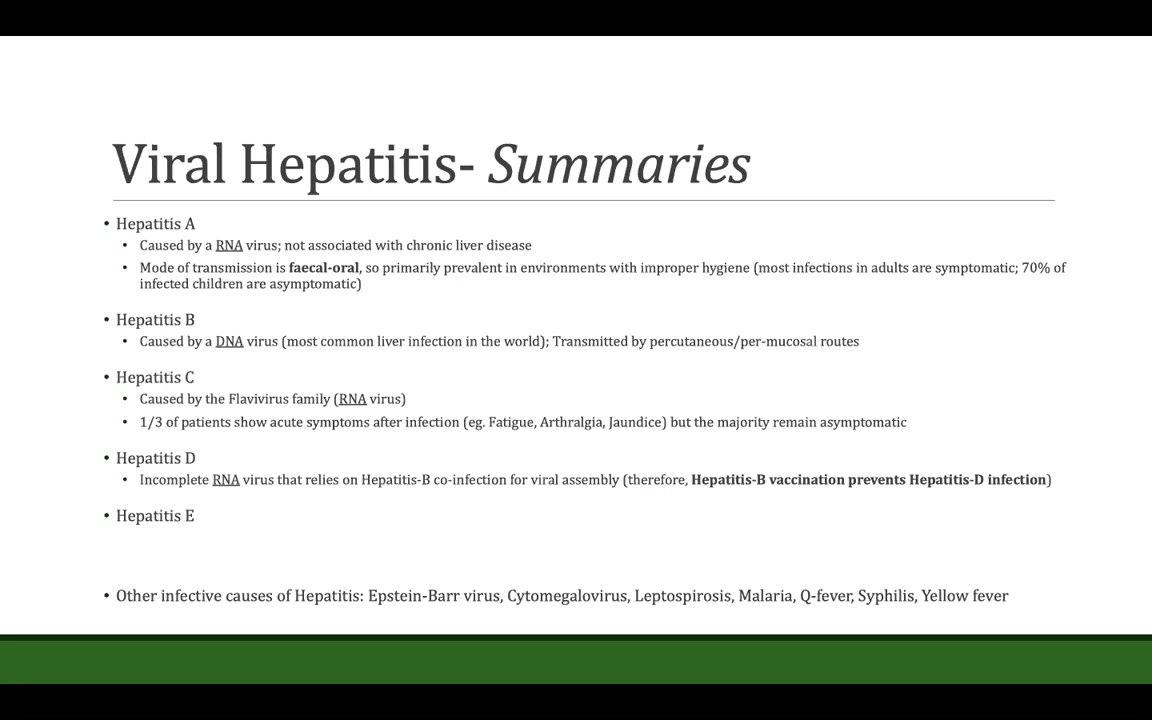 Viral Hepatitis- Summaries
• Hepatitis A
• Caused by a RNA virus; not associated with chronic liver disease
• Mode of transmission is faecal-oral, so primarily prevalent in environments with improper hygiene (most infections in adults are symptomatic; 70% of
infected children are asymptomatic)
• Hepatitis B
• Caused by a DNA virus (most common liver infection in the world); Transmitted by percutaneous/per-mucosal routes
• Hepatitis C
• Caused by the Flavivirus family (RNA virus)
• 1/3 of patients show acute symptoms after infection (eg. Fatigue, Arthralgia, Jaundice) but the majority remain asymptomatic
• Hepatitis D
• Incomplete RNA virus that relies on Hepatitis-B co-infection for viral assembly (therefore, Hepatitis-B vaccination prevents Hepatitis-D infection)
• Hepatitis E
• Other infective causes of Hepatitis: Epstein-Barr virus, Cytomegalovirus, Leptospirosis, Malaria, Q-fever, Syphilis, Yellow fever